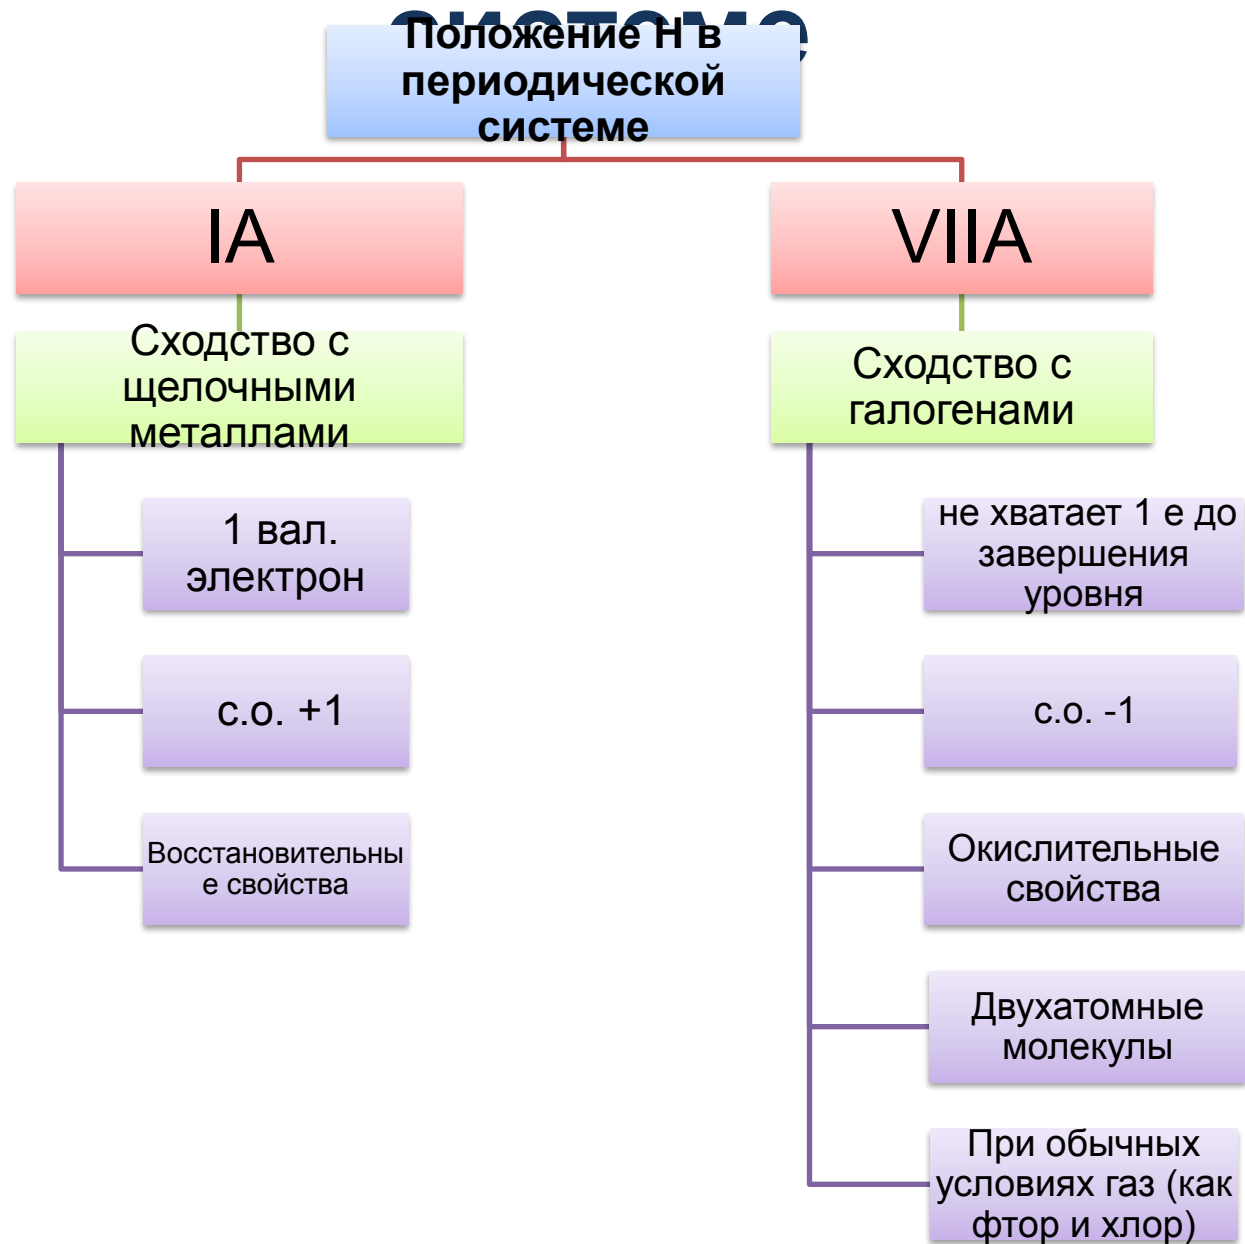 системе
Положение Н в
периодической
системе
IA
VIIA
Сходство с
щелочными
металлами
Сходство с
галогенами
1 вал.
электрон
с.о. +1
Восстановительны
е свойства
не хватает 1 е до
завершения
уровня
с.о. -1
Окислительные
свойства
Двухатомные
молекулы
При обычных
условиях газ (как
фтор и хлор)